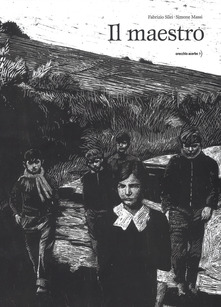 Fabrizio Silei · Simone Massi
Il maestro
orecchio acerbo